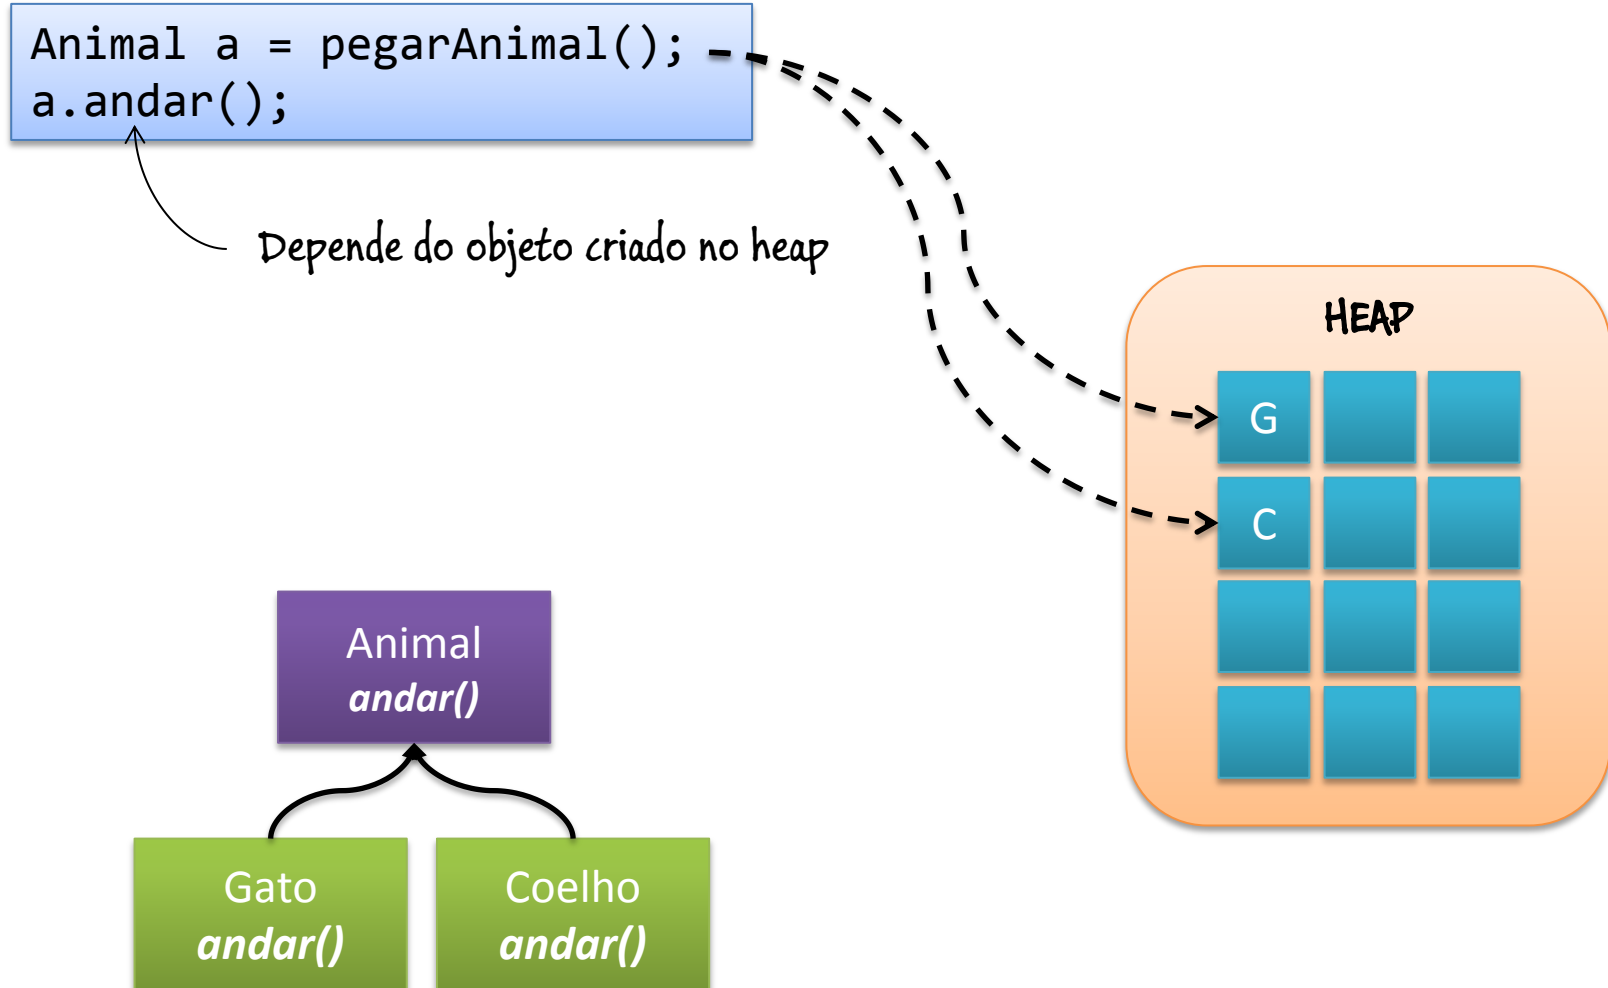 Animal a = pegarAnimal();
a.andar();
Depende do objeto criado no heap
HEAP
G
C
Animal
andar()
Gato
andar()
Coelho
andar()